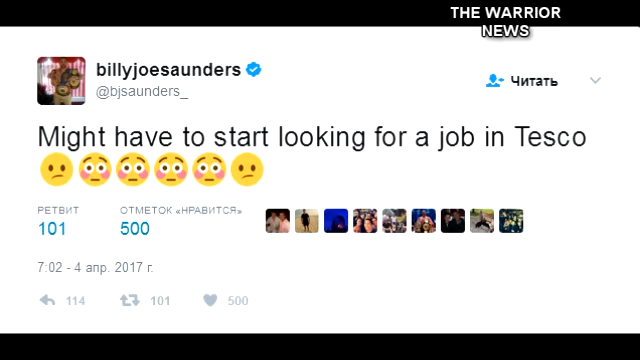 THE WARRIOR
NEWS
billyjoesaunders
@bjsaunders_
Читать
Might have to start looking for a job in Tesco
😕😳😳😳😳😕
РЕТВИТ
ОТМЕТОК «НРАВИТСЯ»
101
500
7:02 - 4 апр. 2017 г.
114
101
500